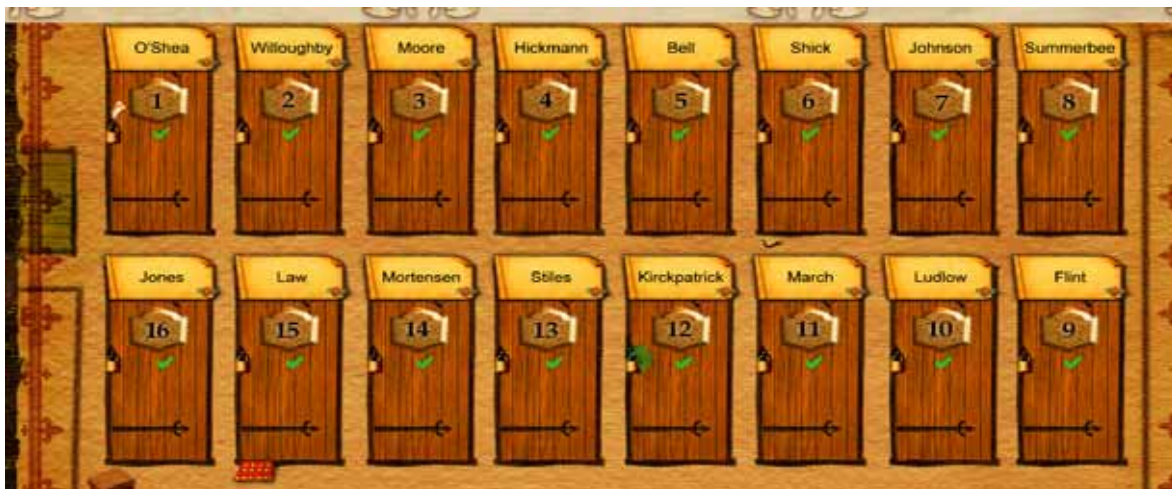 O'Shea Willoughby Moore Hickmann Bell Shick Johnson Summerbee
1 2 3 4 5 6 7 8
Jones Law Mortensen Stiles Kirckpatrick March Ludlow Flint
16 15 14 13 12 11 10 9